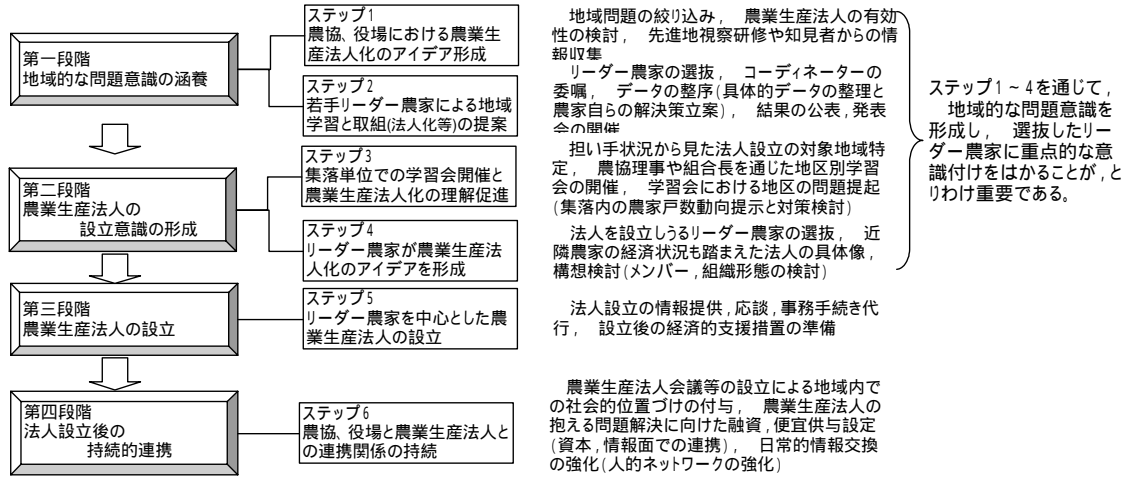 第一段階
地域的な問題意識の涵養
ステップ1
農協、役場における農業生
産法人化のアイデア形成
地域問題の絞り込み， 農業生産法人の有効
性の検討， 先進地視察研修や知見者からの情
報収集
ステップ2
若手リーダー農家による地域
学習と取組(法人化等)の提案
リーダー農家の選抜， コーディネーターの
委嘱， データの整序(具体的データの整理と
農家自らの解決策立案)， 結果の公表,発表
会の開催
第二段階
農業生産法人の
設立意識の形成
ステップ3
集落単位での学習会開催と
農業生産法人化の理解促進
担い手状況から見た法人設立の対象地域特
定， 農協理事や組合長を通じた地区別学習
会の開催， 学習会における地区の問題提起
(集落内の農家戸数動向提示と対策検討)
ステップ4
リーダー農家が農業生産法
人化のアイデアを形成
法人を設立しうるリーダー農家の選抜， 近
隣農家の経済状況も踏まえた法人の具体像，
構想検討(メンバー,組織形態の検討)
ステップ1～4を通じて，
地域的な問題意識を
形成し， 選抜したリー
ダー農家に重点的な意
識付けをはかることが,と
りわけ重要である。
第三段階
農業生産法人の設立
ステップ5
リーダー農家を中心とした農
業生産法人の設立
法人設立の情報提供,応談,事務手続き代
行， 設立後の経済的支援措置の準備
第四段階
法人設立後の
持続的連携
ステップ6
農協、役場と農業生産法人と
の連携関係の持続
農業生産法人会議等の設立による地域内で
の社会的位置づけの付与， 農業生産法人の
抱える問題解決に向けた融資,便宜供与設定
(資本,情報面での連携)， 日常的情報交換
の強化(人的ネットワークの強化)